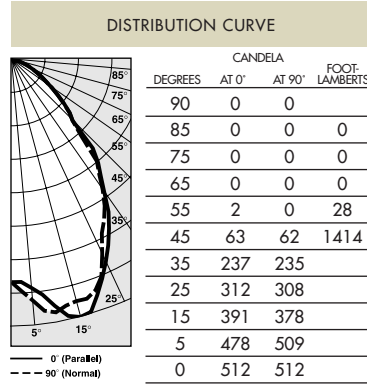 DISTRIBUTION CURVE
85°
75°
65°
55°
45°
35°
25°
15°
5°
0° (Parallel)
90° (Normal)
CANDELA
DEGREES AT 0° AT 90° FOOT-LAMBERTS
90 0 0
85 0 0 0
75 0 0 0
65 0 0 0
55 2 0 28
45 63 62 1414
35 237 235
25 312 308
15 391 378
5 478 509
0 512 512